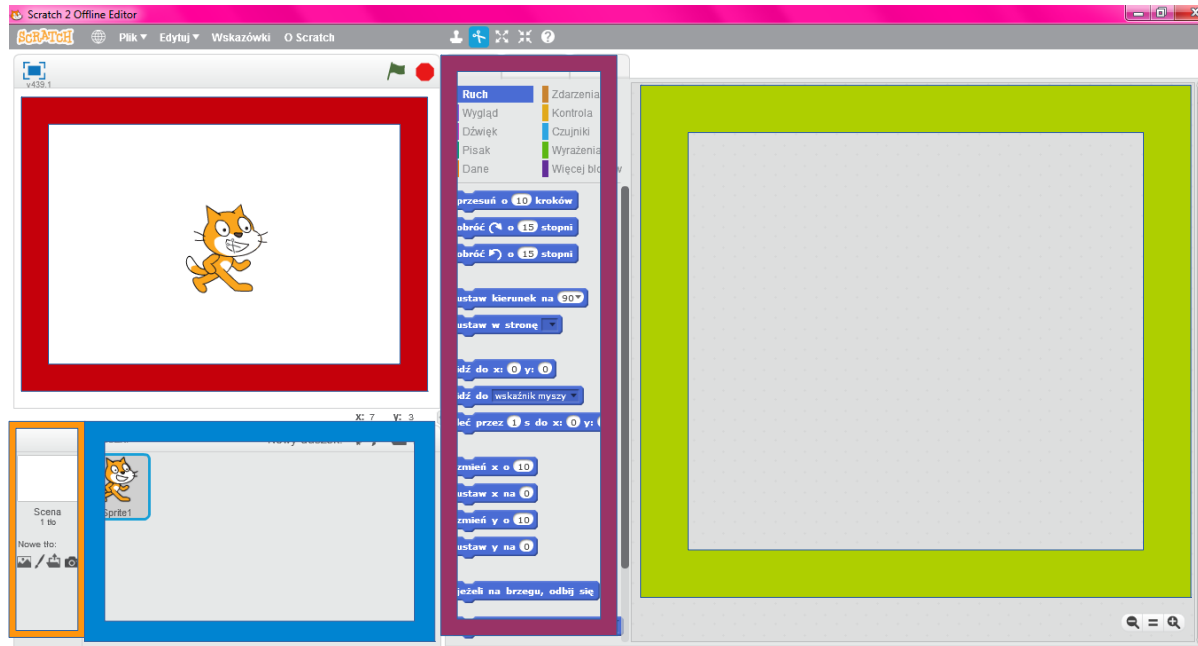 Scratch 2 Offline Editor
SCRATCH Plik Edytuj Wskazówki O Scratch
v439.1
x: 7 y: 3
Scena
1 tło
Nowe tło:
Sprite1
Ruch Zdarzenia
Wygląd Kontrola
Dźwięk Czujniki
Pisak Wyrażenia
Dane Więcej
przesuń o 10 kroków
obróć o 15 stopni
obróć o 15 stopni
ustaw kierunek na 90
ustaw w stronę
idź do x: 0 y: 0
idź do wskaźnik myszy
leć przez 1 s do x: 0 y:
zmień x o 10
ustaw x na 0
zmień y o 10
ustaw y na 0
jeżeli na brzegu, odbij się